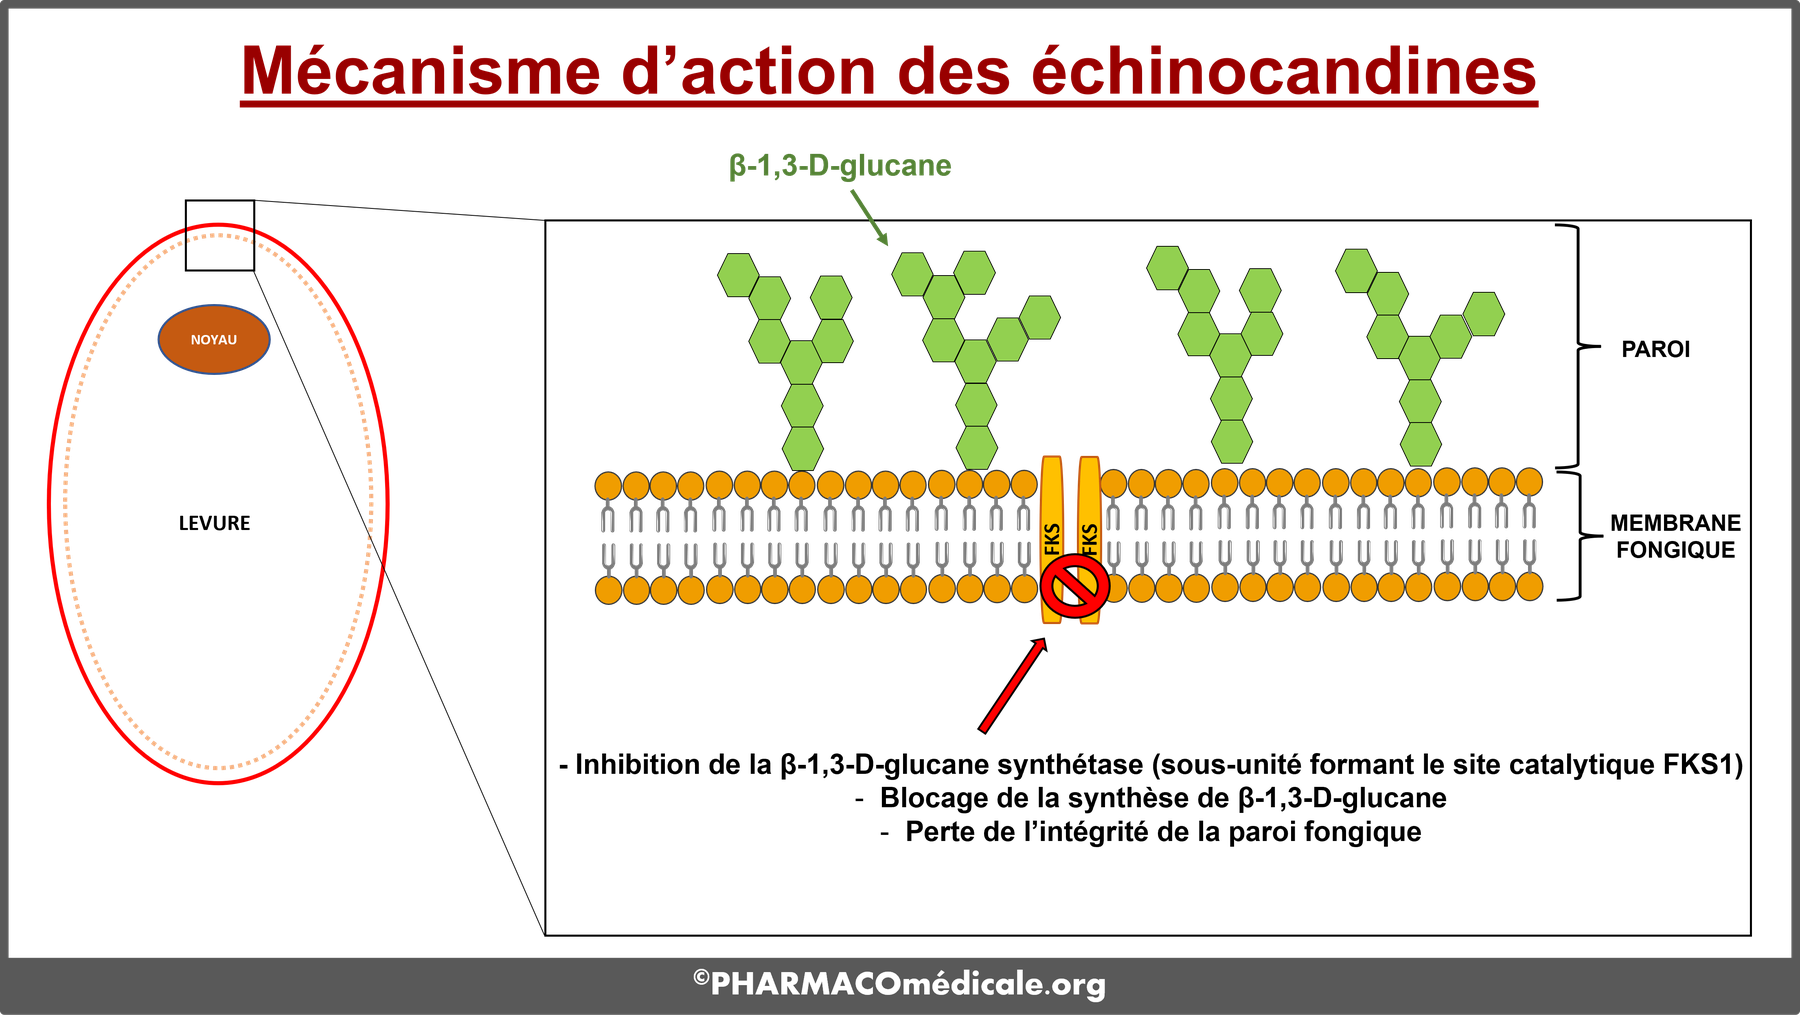 Mécanisme d’action des échinocandines
β-1,3-D-glucane
NOYAU
LEVURE
PAROI
FKS
FKS
MEMBRANE
FONGIQUE
- Inhibition de la β-1,3-D-glucane synthétase (sous-unité formant le site catalytique FKS1)
- Blocage de la synthèse de β-1,3-D-glucane
- Perte de l’intégrité de la paroi fongique
©PHARMACOmédicale.org